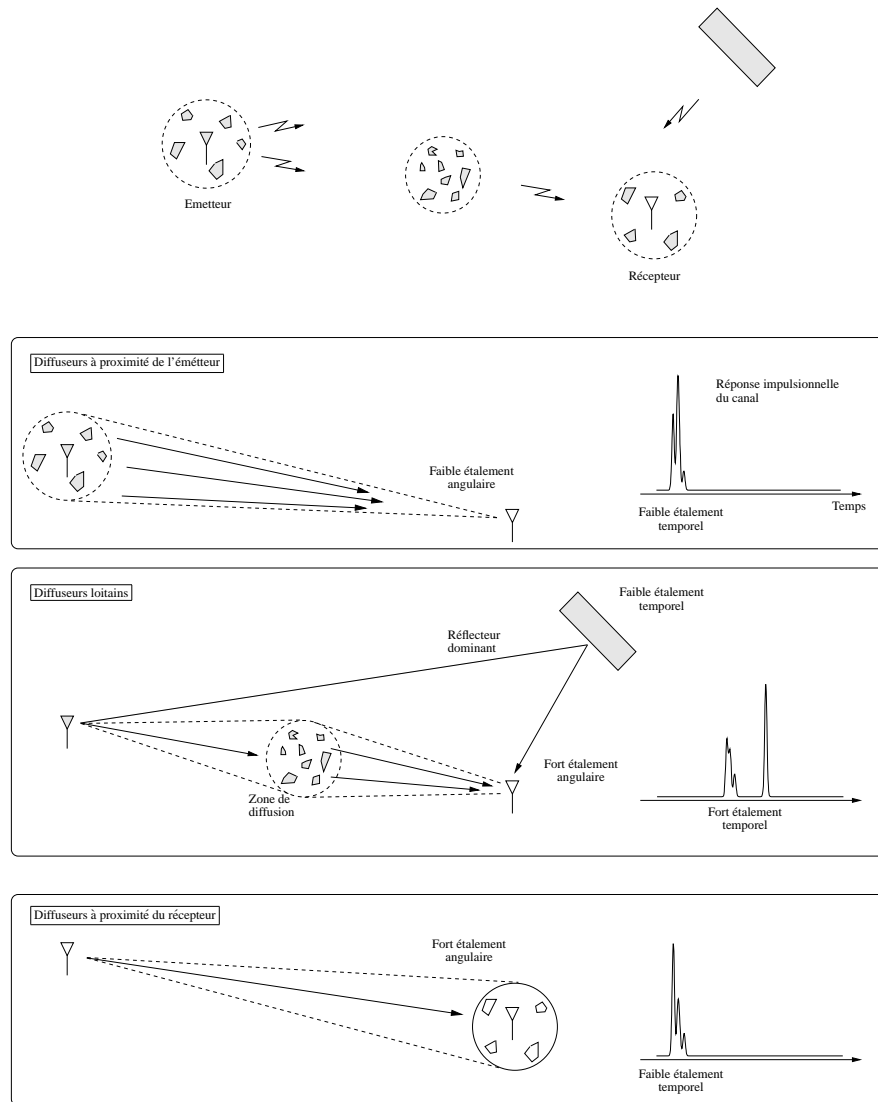 Emetteur
Récepteur
Diffuseurs à proximité de l'émétteur
Réponse impulsionnelle
du canal
Faible étalement
angulaire
Temps
Faible étalement
temporel
Diffuseurs loitains
Faible étalement
temporel
Réflecteur
dominant
Fort étalement
angulaire
Zone de
diffusion
Fort étalement
temporel
Diffuseurs à proximité du récepteur
Fort étalement
angulaire
Faible étalement
temporel